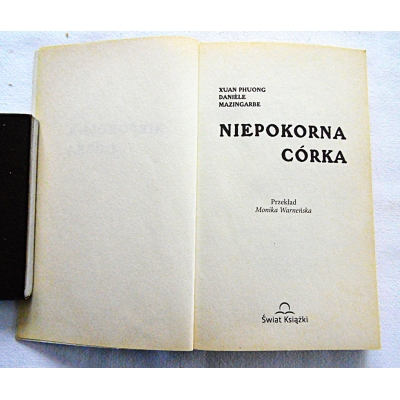 XUAN PHUONG
DANIÈLE
MAZINGARBE
NIEPOKORNA
CÓRKA
Przekład
Monika Warneńska
Świat Książki